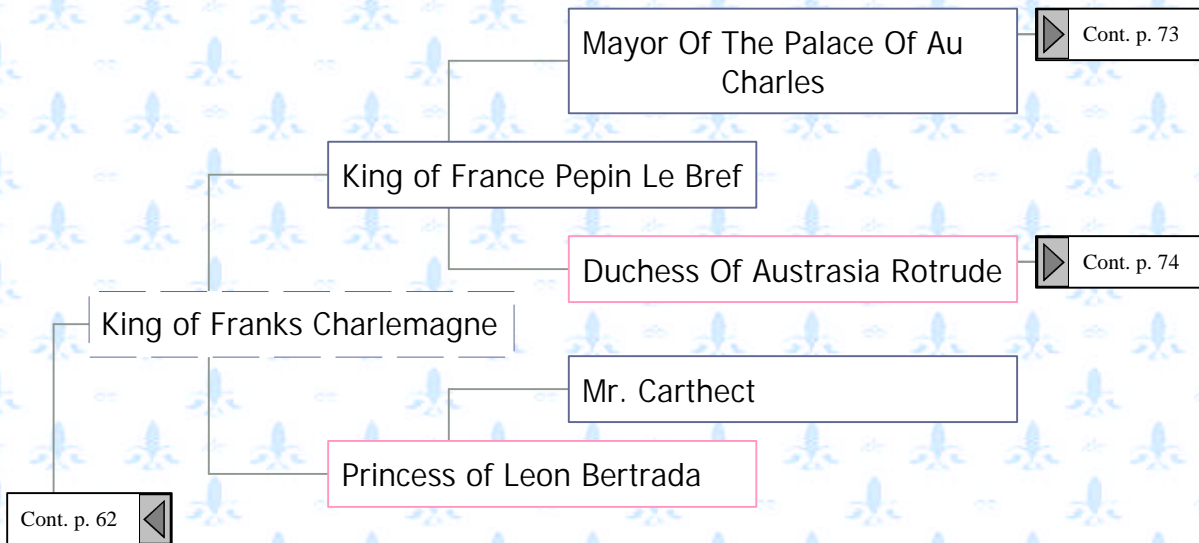 Mayor Of The Palace Of Au
Charles
Cont. p. 73
King of France Pepin Le Bref
Duchess Of Austrasia Rotrude
Cont. p. 74
King of Franks Charlemagne
Mr. Carthect
Princess of Leon Bertrada
Cont. p. 62